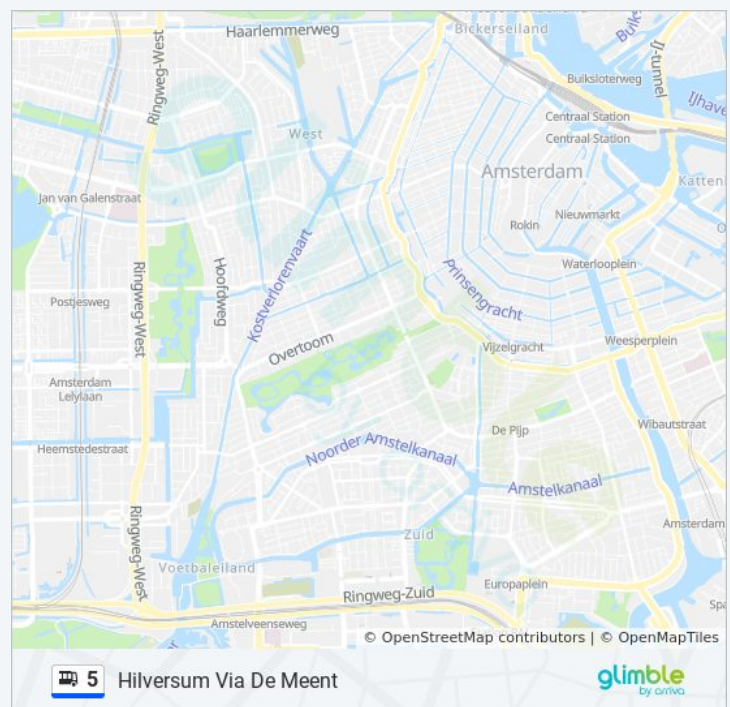 Haarlemmerweg
Bickerseiland
Ringweg-West
IJ-tunnel
Buiksloterweg
IJhave
Centraal Station
Centraal Station
West
Amsterdam
Kattenb
Jan van Galenstraat
Nieuwmarkt
Rokin
Hoofdweg
Kostverlorenvaart
Waterlooplein
Ringweg-West
Prinsengracht
Postjesweg
Overtoom
Vijzelgracht
Weesperplein
Amsterdam
Lelylaan
De Pijp
Wibautstraat
Heemstedestraat
Noorder Amstelkanaal
Amstelkanaal
Ringweg-West
Zuid
Amsterdam
Voetbaleiland
Europaplein
Ringweg-Zuid
Amstelveenseweg
Spa
© OpenStreetMap contributors | © OpenMapTiles
5 Hilversum Via De Meent
glimble
by arriva